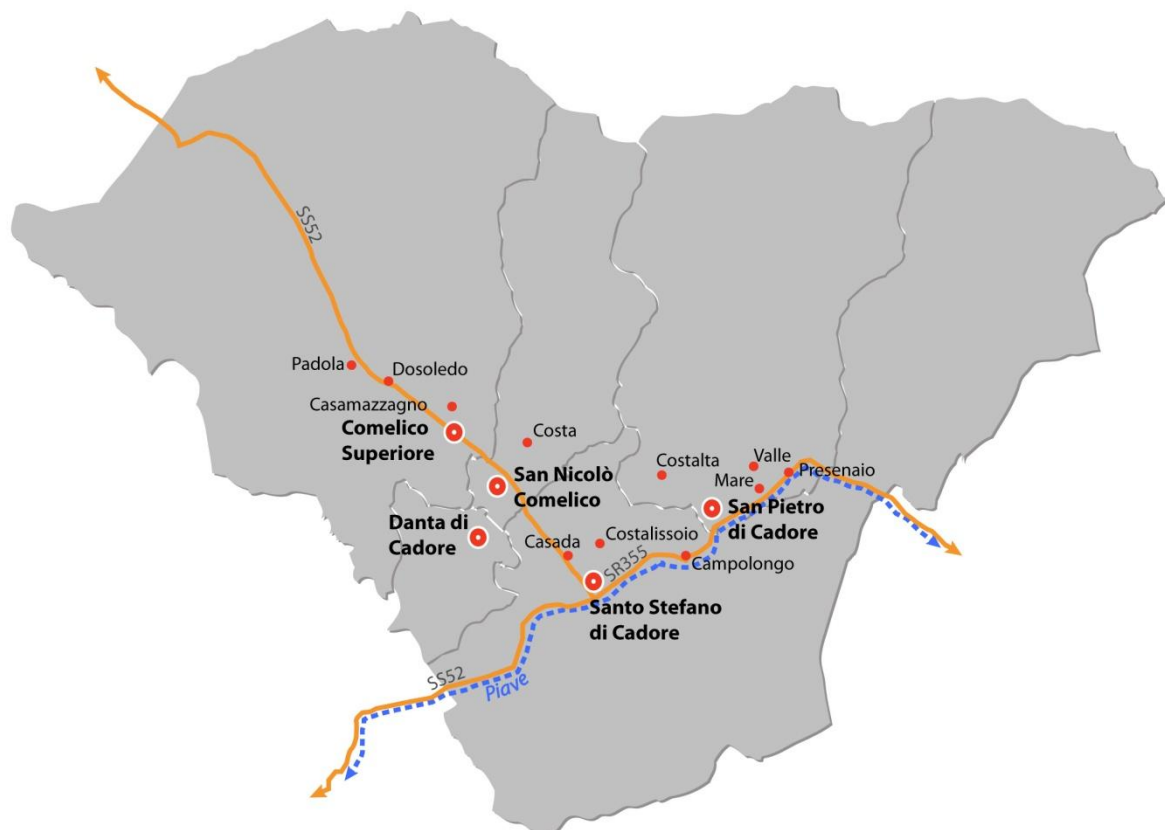 SS52
Padola
Dosoledo
Casamazzagno
Comelico
Superiore
Costa
San Nicolò
Comelico
Costalta
Valle
Mare
Presenaio
San Pietro
di Cadore
Danta di
Cadore
Casada
Costalissoio
SR355
Campolongo
Santo Stefano
di Cadore
SS52
Piave